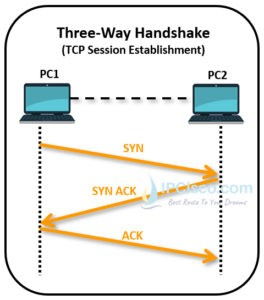 Three-Way Handshake
(TCP Session Establishment)
PC1
PC2
SYN
SYN ACK
IPCisco.com
Best Route To Your Dreams
ACK